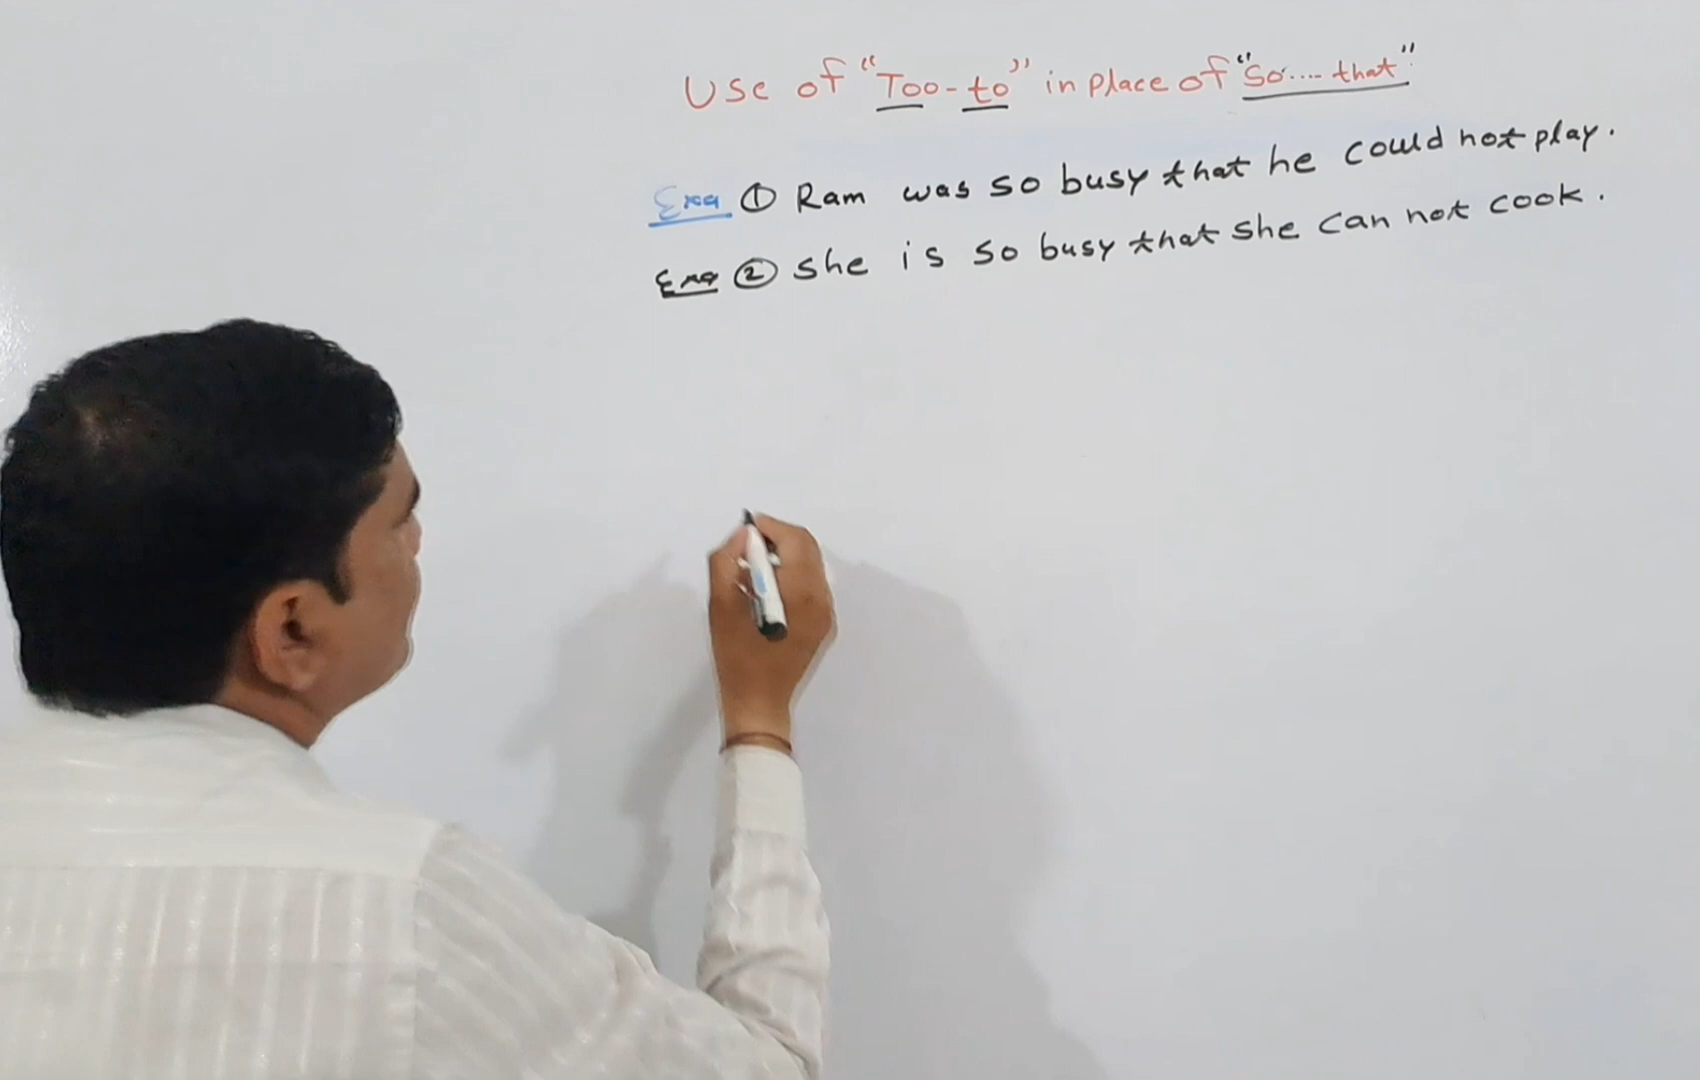 Use of "Too-to" in place of "So.... that"
Exa ① Ram was so busy that he could not play.
Exa ② She is so busy that she can not cook.